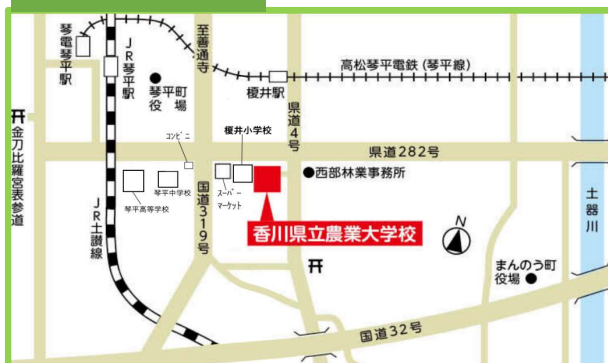 琴電琴平駅
JR琴平駅
琴平町
役場
至善通寺
榎井駅
高松琴平電鉄(琴平線)
県道4号
県道282号
金刀比羅宮表参道
コンビニ
榎井小学校
西部林業事務所
琴平高等学校
琴平中学校
スーパー
マーケット
国道319号
JR土讃線
香川県立農業大学校
N
まんのう町
役場
土器川
国道32号